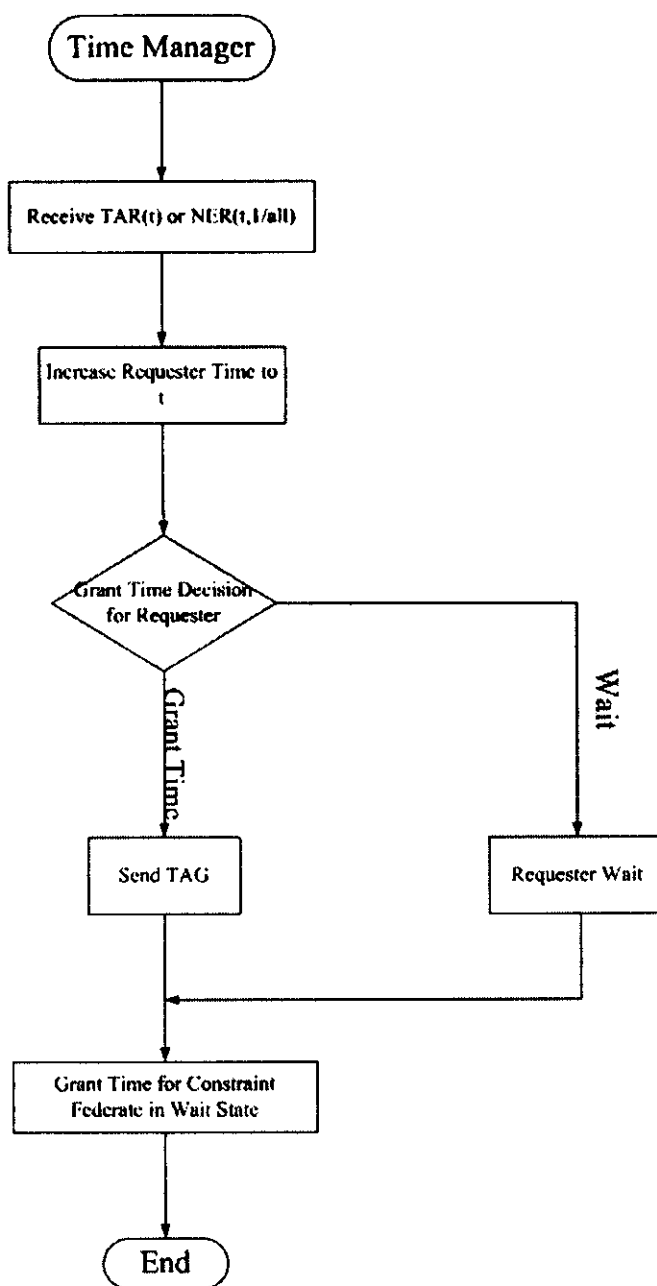 Time Manager
Receive TAR(t) or NER(t,1/all)
Increase Requester Time to
t
Grant Time Decision
for Requester
Grant Time
Wait
Send TAG
Requester Wait
Grant Time for Constraint
Federate in Wait State
End